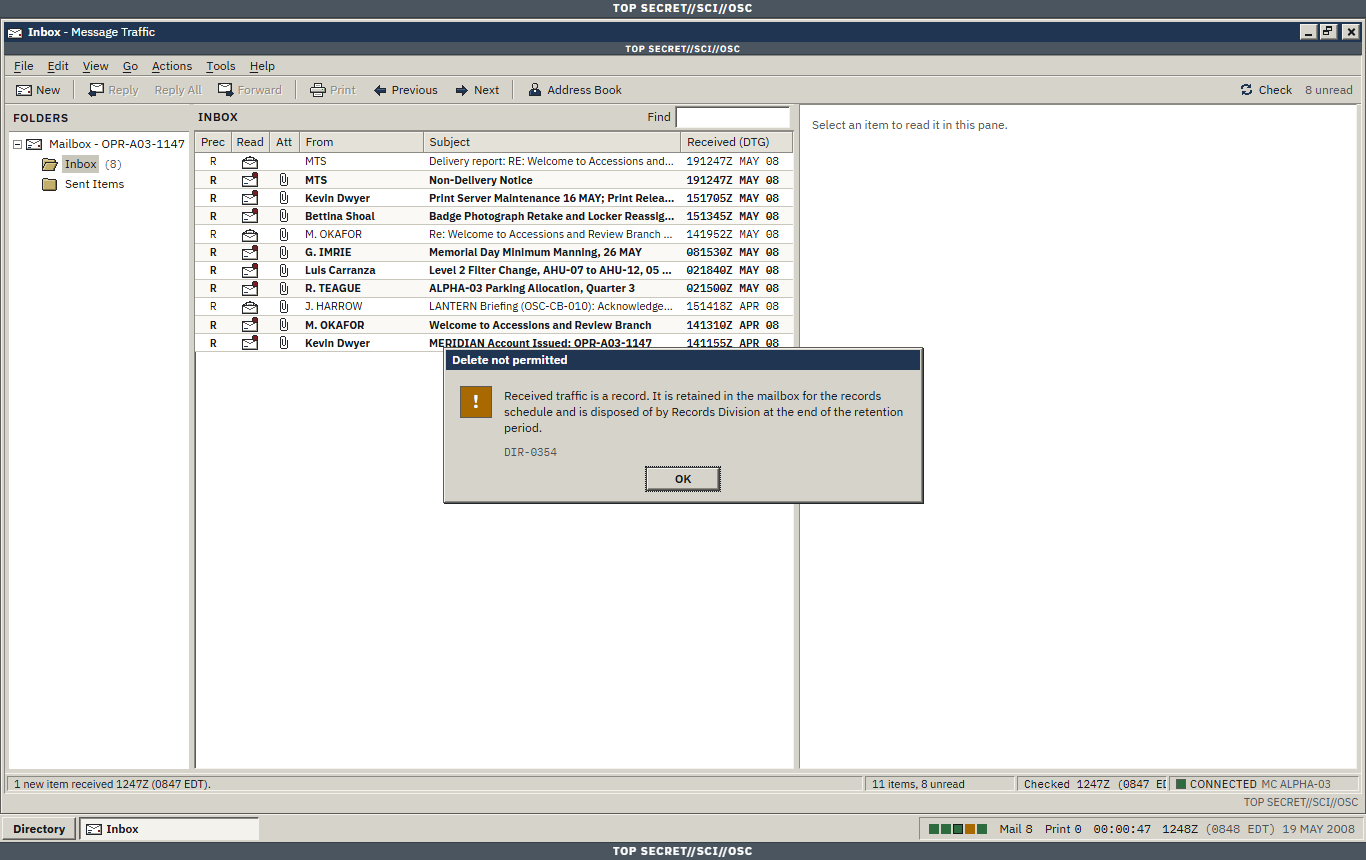 TOP SECRET//SCI//OSC
Inbox - Message Traffic
TOP SECRET//SCI//OSC
File Edit View Go Actions Tools Help
New Reply Reply All Forward Print Previous Next Address Book Check 8 unread
FOLDERS
Mailbox - OPR-A03-1147
Inbox (8)
Sent Items
INBOX Find
Prec Read Att From Subject Received (DTG)
R MTS Delivery report: RE: Welcome to Accessions and... 191247Z MAY 08
R MTS Non-Delivery Notice 191247Z MAY 08
R Kevin Dwyer Print Server Maintenance 16 MAY; Print Relea... 151705Z MAY 08
R Bettina Shoal Badge Photograph Retake and Locker Reassig... 151345Z MAY 08
R M. OKAFOR Re: Welcome to Accessions and Review Branch ... 141952Z MAY 08
R G. IMRIE Memorial Day Minimum Manning, 26 MAY 081530Z MAY 08
R Luis Carranza Level 2 Filter Change, AHU-07 to AHU-12, 05 ... 021840Z MAY 08
R R. TEAGUE ALPHA-03 Parking Allocation, Quarter 3 021500Z MAY 08
R J. HARROW LANTERN Briefing (OSC-CB-010): Acknowledge... 151418Z APR 08
R M. OKAFOR Welcome to Accessions and Review Branch 141310Z APR 08
R Kevin Dwyer MERIDIAN Account Issued: OPR-A03-1147 141155Z APR 08
Select an item to read it in this pane.
Delete not permitted
!
Received traffic is a record. It is retained in the mailbox for the records
schedule and is disposed of by Records Division at the end of the retention
period.
DIR-0354
OK
1 new item received 1247Z (0847 EDT). 11 items, 8 unread Checked 1247Z (0847 CONNECTED MC ALPHA-03
TOP SECRET//SCI//OSC
Directory Inbox Mail 8 Print 0 00:00:47 1248Z (0848 EDT) 19 MAY 2008
TOP SECRET//SCI//OSC